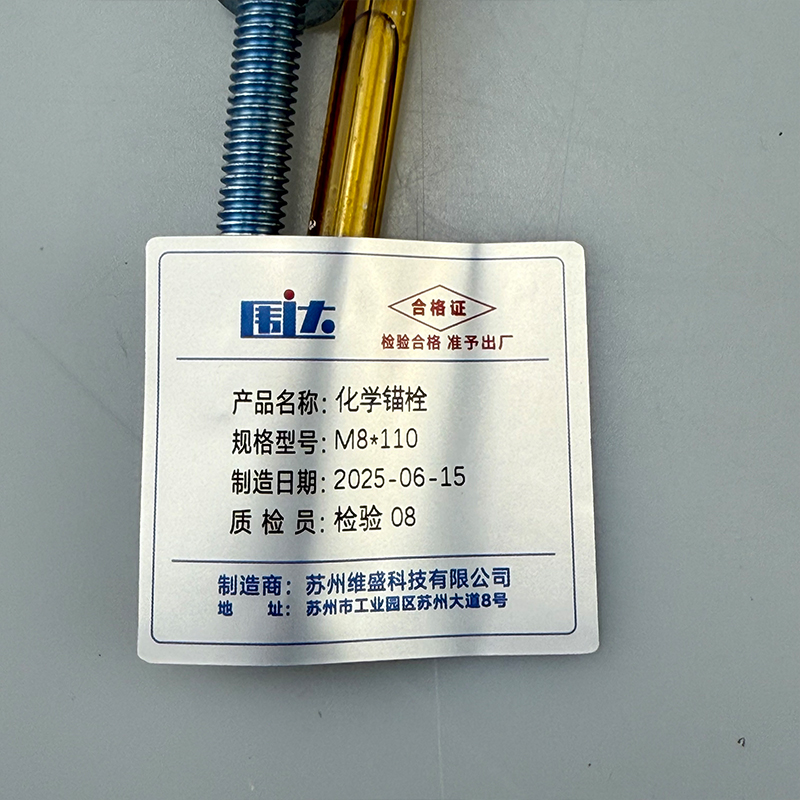 围达
合格证
检验合格 准予出厂
产品名称：化学锚栓
规格型号：M8*110
制造日期：2025-06-15
质 检 员：检验 08
制造商：苏州维盛科技有限公司
地 址：苏州市工业园区苏州大道8号